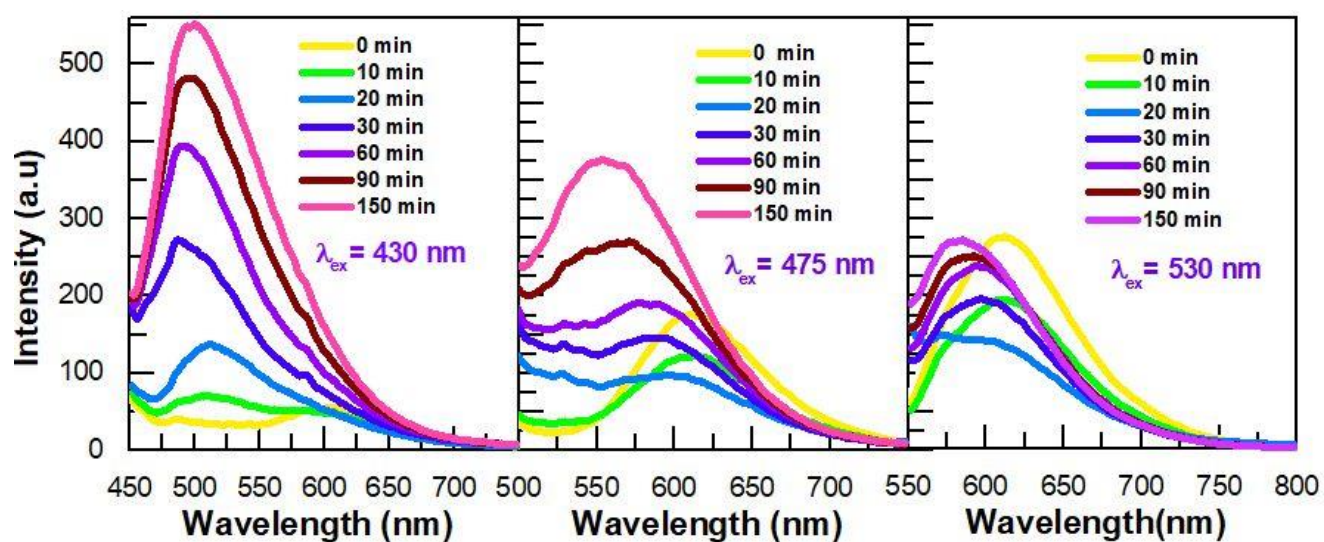 Intensity (a.u)
500
400
300
200
100
0
0 min
10 min
20 min
30 min
60 min
90 min
150 min
λex= 430 nm
450 500 550 600 650 700
Wavelength (nm)
0 min
10 min
20 min
30 min
60 min
90 min
150 min
λex= 475 nm
500 550 600 650 700
Wavelength (nm)
0 min
10 min
20 min
30 min
60 min
90 min
150 min
λex= 530 nm
550 600 650 700 750 800
Wavelength(nm)